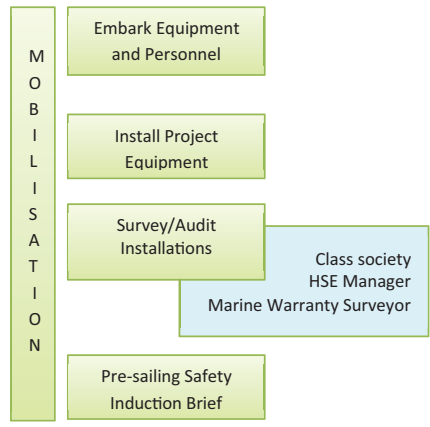 MOBILISATION
Embark Equipment
and Personnel
Install Project
Equipment
Survey/Audit
Installations
Class society
HSE Manager
Marine Warranty Surveyor
Pre-sailing Safety
Induction Brief